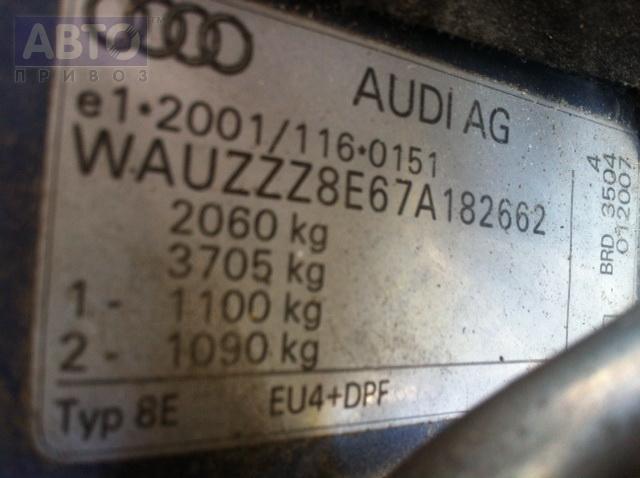 АВТО
ПРИВОЗ
AUDI AG
e1*2001/116*0151
WAUZZZ8E67A182662
2060 kg
3705 kg
1- 1100 kg
2- 1090 kg
Typ 8E EU4+DPF
4
BRD 3504
012007